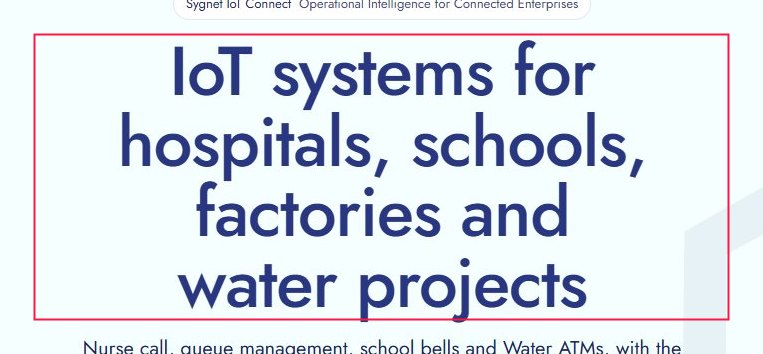 Sygnet IoT Connect Operational Intelligence for Connected Enterprises
IoT systems for
hospitals, schools,
factories and
water projects
Nurse call, queue management, school bells and Water ATMs, with the